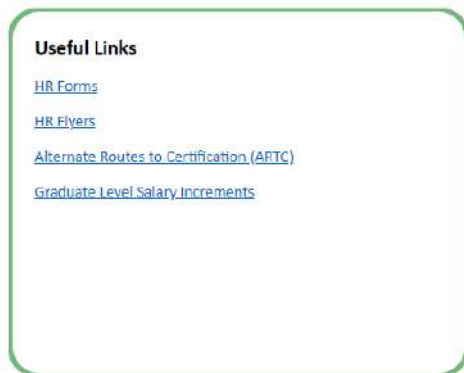 Useful Links
HR Forms
HR Flyers
Alternate Routes to Certification (ARTC)
Graduate Level Salary Increments